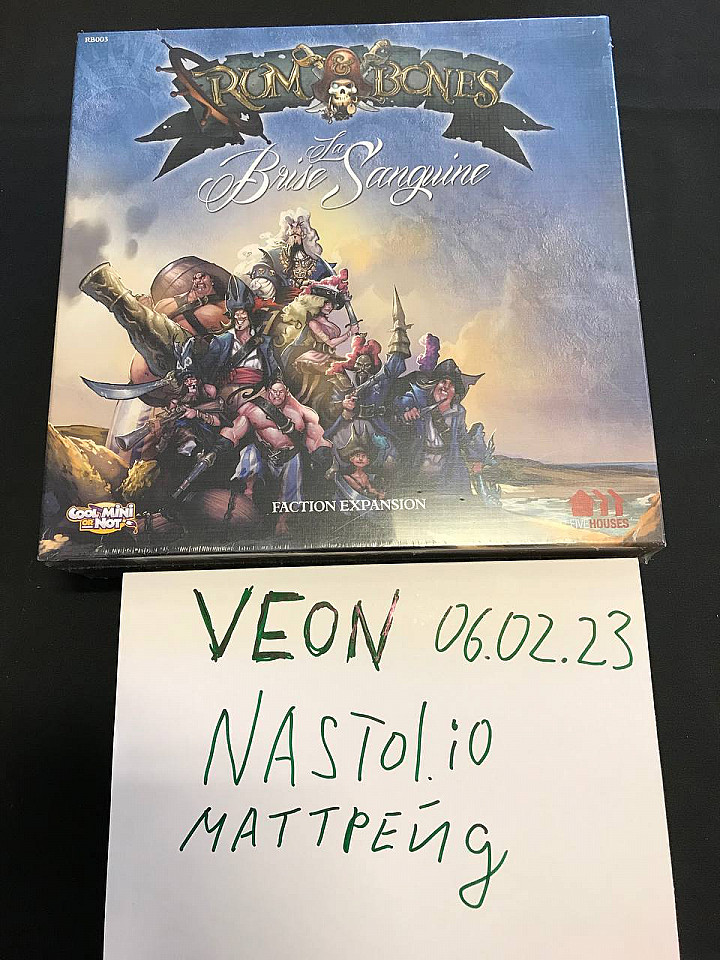 RB003
RUM & BONES
La
Brise Sanguine
FACTION EXPANSION
COOL MINI
OR NOT
FIVEHOUSES
VEON 06.02.23
NASTOL.iO
МАТТРЕЙД